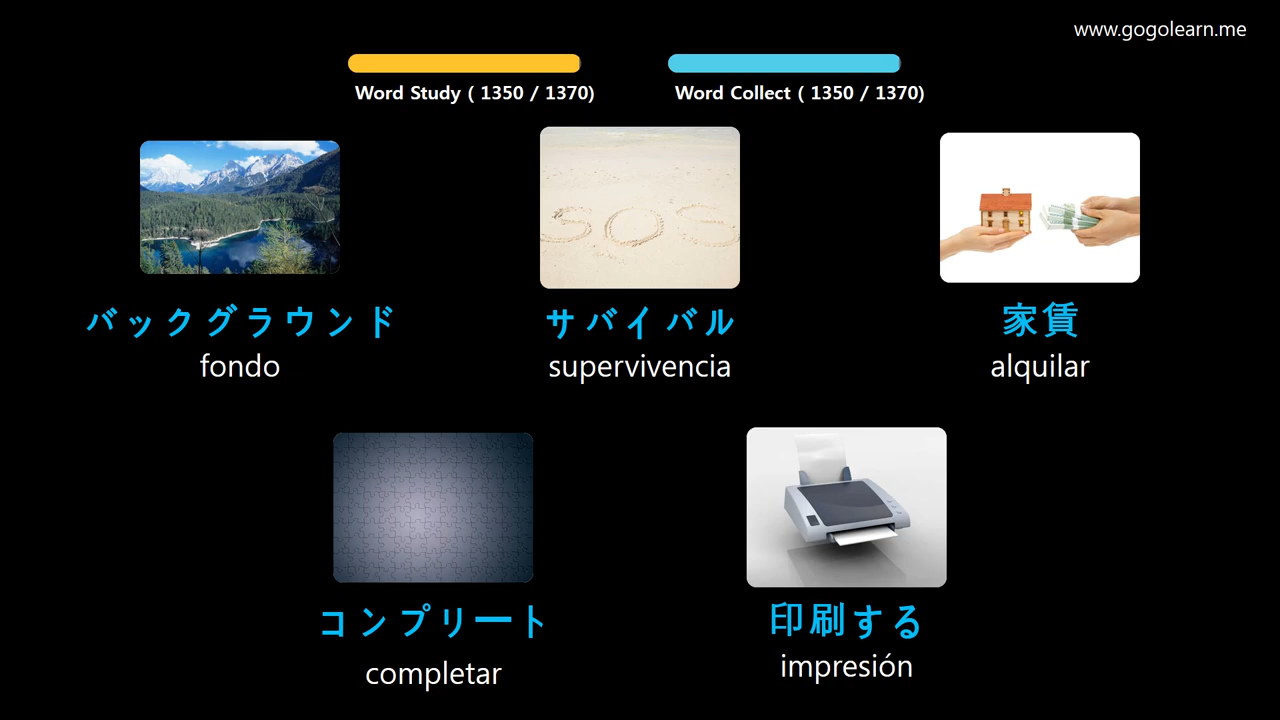 www.gogolearn.me
Word Study ( 1350 / 1370)
Word Collect ( 1350 / 1370)
SOS
バックグラウンド
fondo
サバイバル
supervivencia
家賃
alquilar
コンプリート
completar
印刷する
impresión